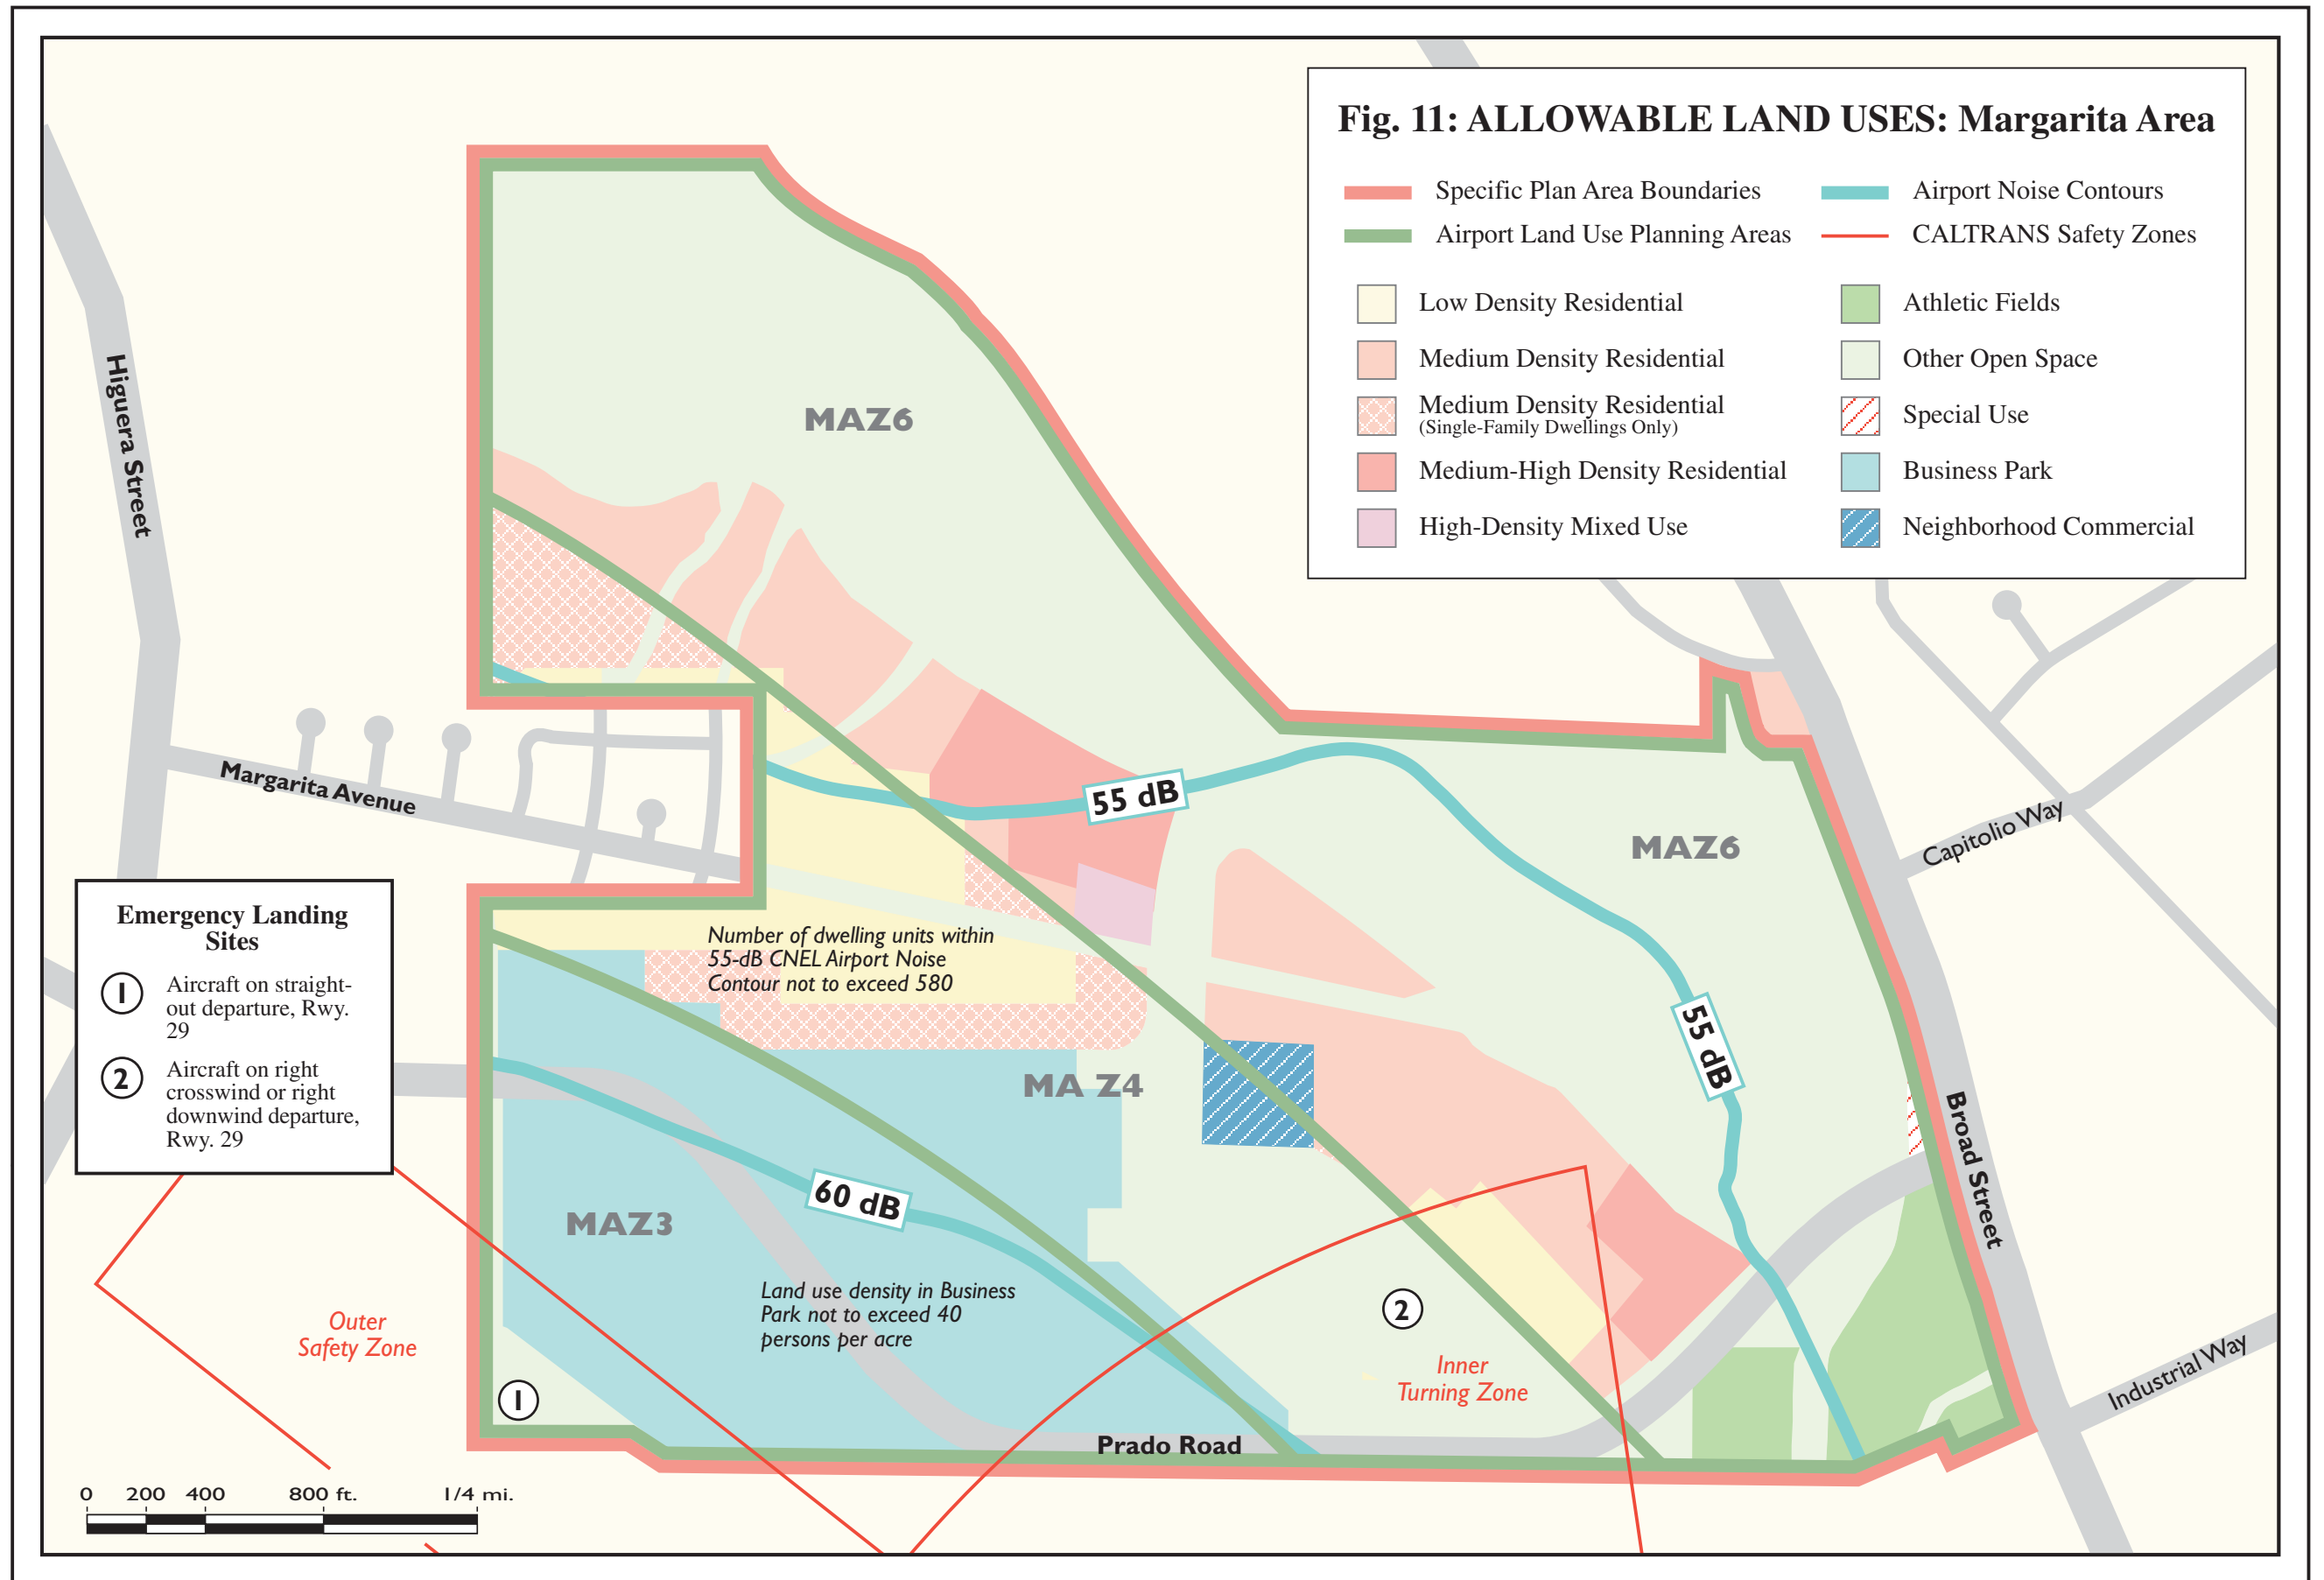 Fig. 11: ALLOWABLE LAND USES: Margarita Area
Specific Plan Area Boundaries
Airport Land Use Planning Areas
Airport Noise Contours
CALTRANS Safety Zones
Low Density Residential
Medium Density Residential
Medium Density Residential
(Single-Family Dwellings Only)
Medium-High Density Residential
High-Density Mixed Use
Athletic Fields
Other Open Space
Special Use
Business Park
Neighborhood Commercial
Higuera Street
MAZ6
Margarita Avenue
55 dB
MAZ6
Capitolio Way
Emergency Landing
Sites
1
Aircraft on straight-
out departure, Rwy.
29
2
Aircraft on right
crosswind or right
downwind departure,
Rwy. 29
Number of dwelling units within
55-dB CNEL Airport Noise
Contour not to exceed 580
55 dB
MA Z4
Broad Street
60 dB
MAZ3
Land use density in Business
Park not to exceed 40
persons per acre
2
Outer
Safety Zone
Inner
Turning Zone
Industrial Way
1
Prado Road
0 200 400 800 ft. 1/4 mi.